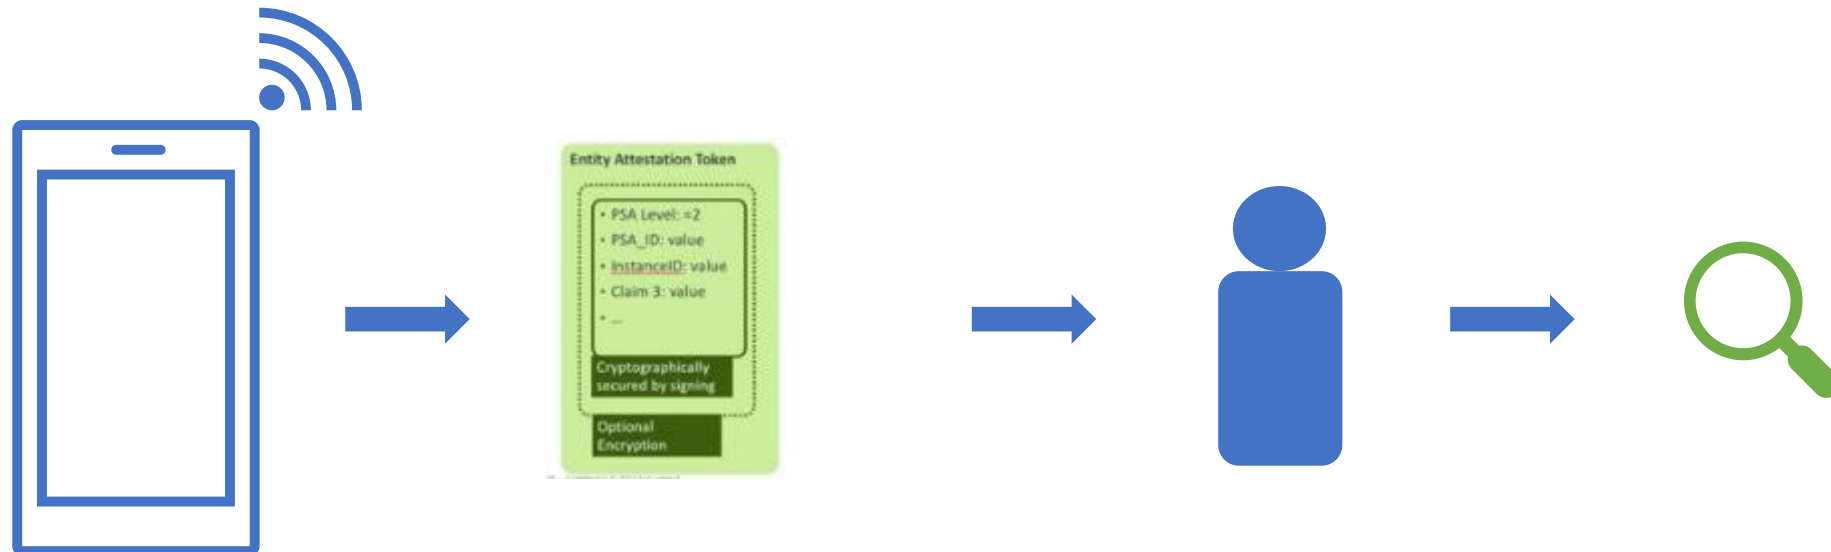 Entity Attestation Token
• PSA Level: =2
• PSA_ID: value
• InstanceID: value
• Claim 3: value
• ...
Cryptographically
secured by signing
Optional
Encryption